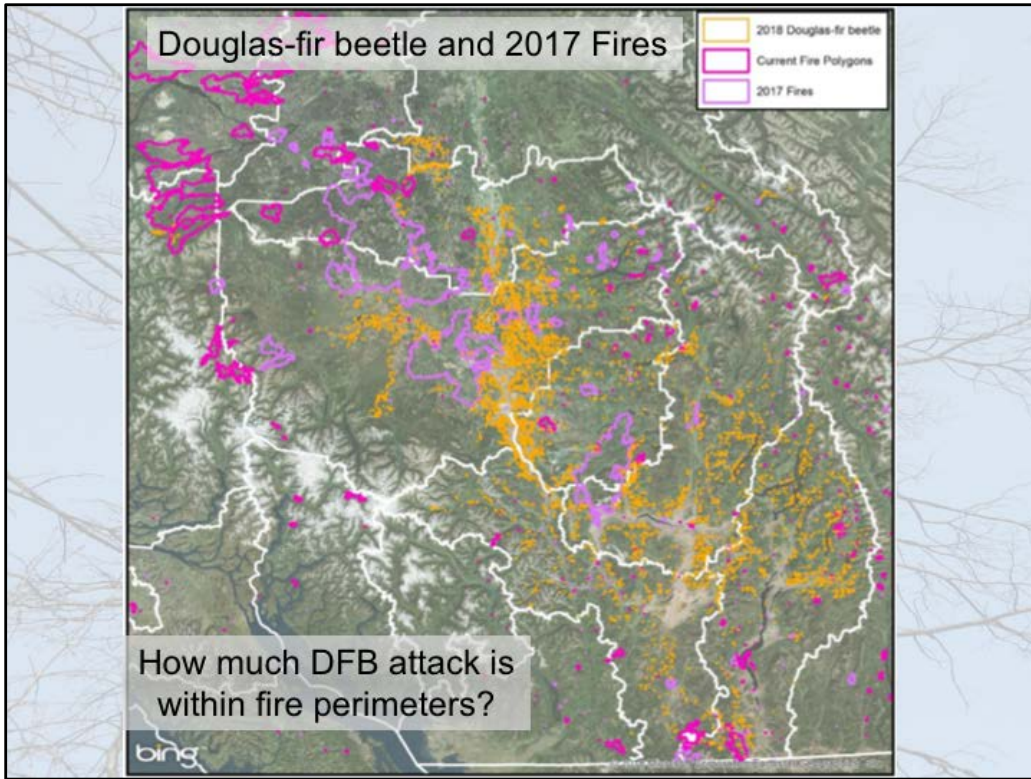 Douglas-fir beetle and 2017 Fires
2018 Douglas-fir beetle
Current Fire Polygons
2017 Fires
How much DFB attack is
within fire perimeters?
bing